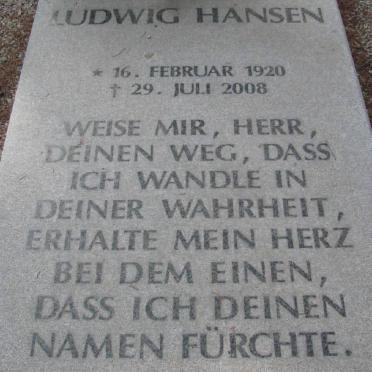 LUDWIG HANSEN
* 16. FEBRUAR 1920
† 29. JULI 2008
WEISE MIR, HERR,
DEINEN WEG, DASS
ICH WANDLE IN
DEINER WAHRHEIT,
ERHALTE MEIN HERZ
BEI DEM EINEN,
DASS ICH DEINEN
NAMEN FÜRCHTE.